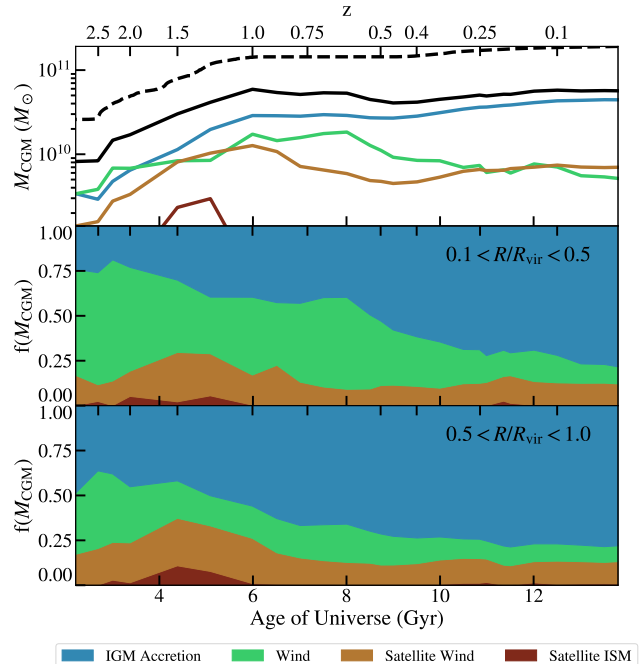 z
2.5 2.0 1.5 1.0 0.75 0.5 0.4 0.25 0.1
10¹¹
10¹⁰
M_CGM (M_⊙)
1.00
0.75
0.50
0.25
0.00
f(M_CGM)
0.1 < R/R_vir < 0.5
1.00
0.75
0.50
0.25
0.00
f(M_CGM)
0.5 < R/R_vir < 1.0
4 6 8 10 12
Age of Universe (Gyr)
IGM Accretion Wind Satellite Wind Satellite ISM